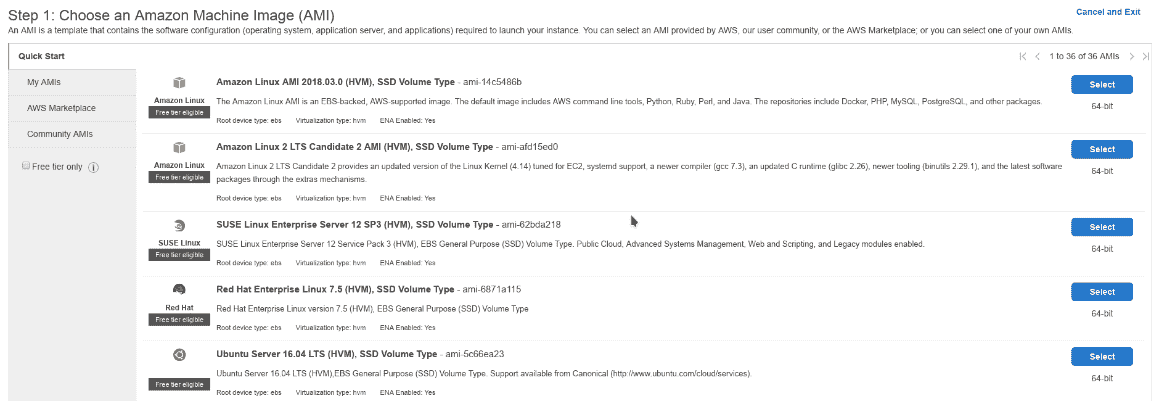 Step 1: Choose an Amazon Machine Image (AMI)
Cancel and Exit
An AMI is a template that contains the software configuration (operating system, application server, and applications) required to launch your instance. You can select an AMI provided by AWS, our user community, or the AWS Marketplace; or you can select one of your own AMIs.
Quick Start
1 to 36 of 36 AMIs
My AMIs
AWS Marketplace
Community AMIs
Free tier only
Amazon Linux
Free tier eligible
Amazon Linux AMI 2018.03.0 (HVM), SSD Volume Type - ami-14c5486b
The Amazon Linux AMI is an EBS-backed, AWS-supported image. The default image includes AWS command line tools, Python, Ruby, Perl, and Java. The repositories include Docker, PHP, MySQL, PostgreSQL, and other packages.
Root device type: ebs Virtualization type: hvm ENA Enabled: Yes
Select
64-bit
Amazon Linux
Free tier eligible
Amazon Linux 2 LTS Candidate 2 AMI (HVM), SSD Volume Type - ami-afd15ed0
Amazon Linux 2 LTS Candidate 2 provides an updated version of the Linux Kernel (4.14) tuned for EC2, systemd support, a newer compiler (gcc 7.3), an updated C runtime (glibc 2.26), newer tooling (binutils 2.29.1), and the latest software
packages through the extras mechanisms.
Root device type: ebs Virtualization type: hvm ENA Enabled: Yes
Select
64-bit
SUSE Linux
Free tier eligible
SUSE Linux Enterprise Server 12 SP3 (HVM), SSD Volume Type - ami-62bda218
SUSE Linux Enterprise Server 12 Service Pack 3 (HVM), EBS General Purpose (SSD) Volume Type. Public Cloud, Advanced Systems Management, Web and Scripting, and Legacy modules enabled.
Root device type: ebs Virtualization type: hvm ENA Enabled: Yes
Select
64-bit
Red Hat
Free tier eligible
Red Hat Enterprise Linux 7.5 (HVM), SSD Volume Type - ami-6871a115
Red Hat Enterprise Linux version 7.5 (HVM), EBS General Purpose (SSD) Volume Type
Root device type: ebs Virtualization type: hvm ENA Enabled: Yes
Select
64-bit
Free tier eligible
Ubuntu Server 16.04 LTS (HVM), SSD Volume Type - ami-5c66ea23
Ubuntu Server 16.04 LTS (HVM),EBS General Purpose (SSD) Volume Type. Support available from Canonical (http://www.ubuntu.com/cloud/services).
Root device type: ebs Virtualization type: hvm ENA Enabled: Yes
Select
64-bit